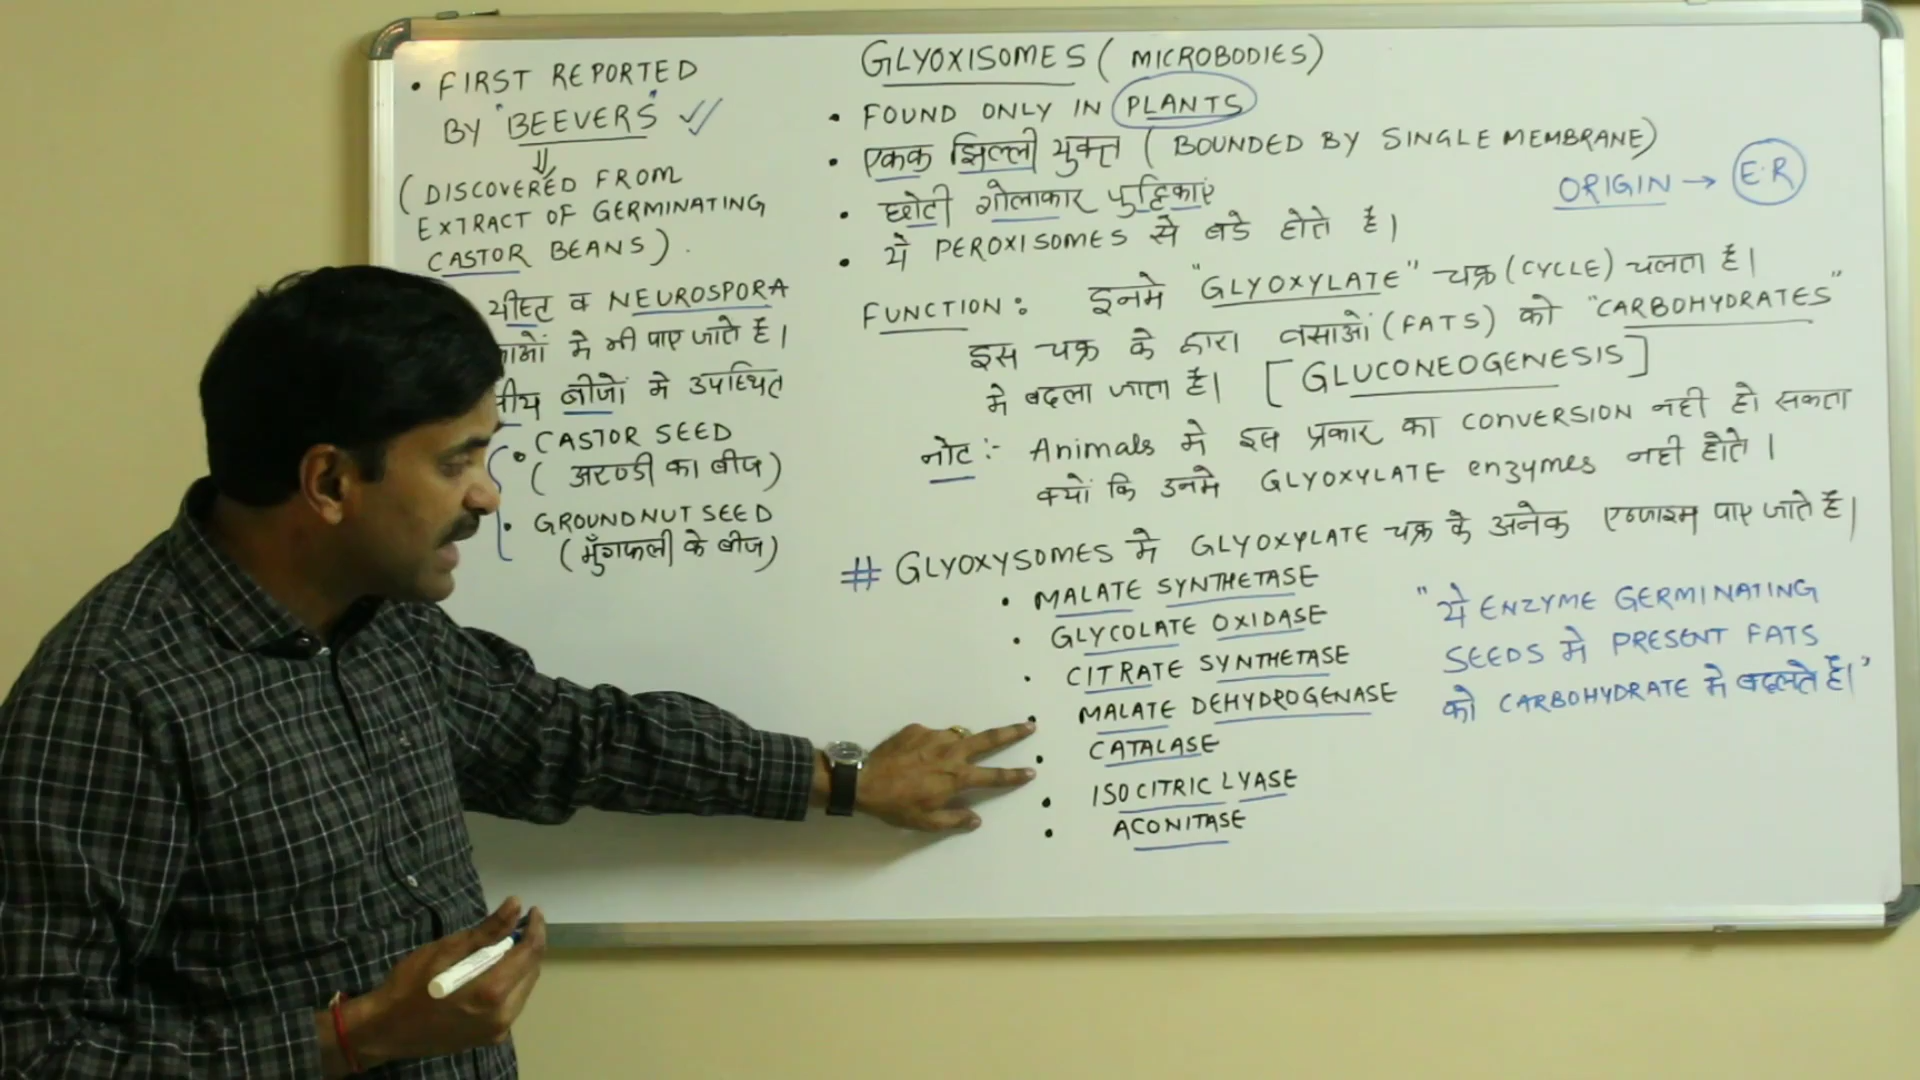 • FIRST REPORTED
BY "BEEVERS"
(DISCOVERED FROM
EXTRACT OF GERMINATING
CASTOR BEANS).
यीस्ट व NEUROSPORA
में भी पाए जाते है।
बीजों मे उपस्थित
• CASTOR SEED
( अरण्डी का बीज)
• GROUNDNUT SEED
(मुँगफली के बीज)
GLYOXISOMES ( MICROBODIES)
• FOUND ONLY IN PLANTS
• एकक झिल्ली युक्त ( BOUNDED BY SINGLE MEMBRANE)
ORIGIN → E.R
• छोटी गोलाकार पुट्टिकाएं
• ये PEROXISOMES से बडे होते है।
FUNCTION: इनमे "GLYOXYLATE" चक्र (CYCLE) चलता है।
इस चक्र के द्वारा वसाओं (FATS) को "CARBOHYDRATES"
मे बदला जाता है। [GLUCONEOGENESIS]
नोट :- Animals मे इस प्रकार का CONVERSION नही हो सकता
क्यों कि उनमे GLYOXYLATE enzymes नही होते।
# GLYOXYSOMES मे GLYOXYLATE चक्र के अनेक एन्जाइम पाए जाते है।
• MALATE SYNTHETASE
• GLYCOLATE OXIDASE
• CITRATE SYNTHETASE
• MALATE DEHYDROGENASE
• CATALASE
• ISOCITRIC LYASE
• ACONITASE
"ये ENZYME GERMINATING
SEEDS मे PRESENT FATS
को CARBOHYDRATE मे बदलते है।"